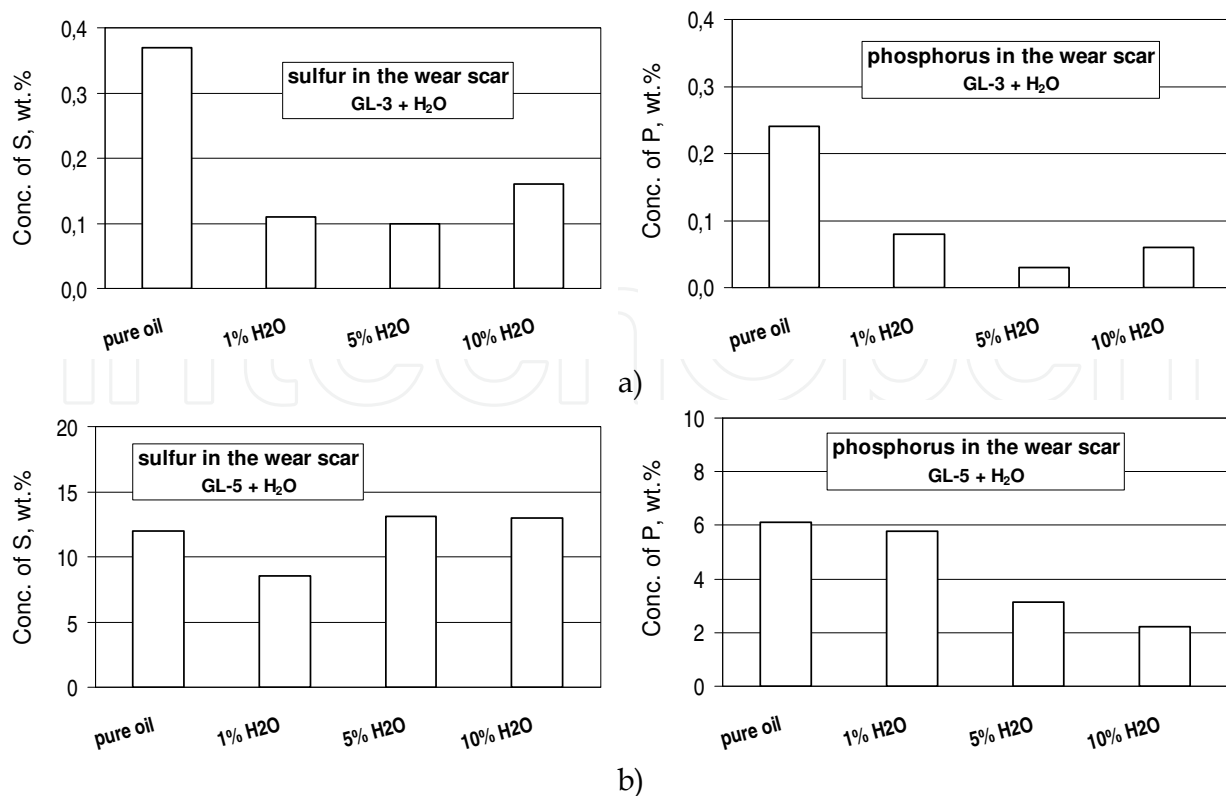 0,4
0,3
0,2
0,1
0,0
Conc. of S, wt.%
sulfur in the wear scar
GL-3 + H₂O
pure oil
1% H2O
5% H2O
10% H2O
0,4
0,3
0,2
0,1
0,0
Conc. of P, wt.%
phosphorus in the wear scar
GL-3 + H₂O
pure oil
1% H2O
5% H2O
10% H2O
a)
20
15
10
5
0
Conc. of S, wt.%
sulfur in the wear scar
GL-5 + H₂O
pure oil
1% H2O
5% H2O
10% H2O
10
8
6
4
2
0
Conc. of P, wt.%
phosphorus in the wear scar
GL-5 + H₂O
pure oil
1% H2O
5% H2O
10% H2O
b)
intechopen